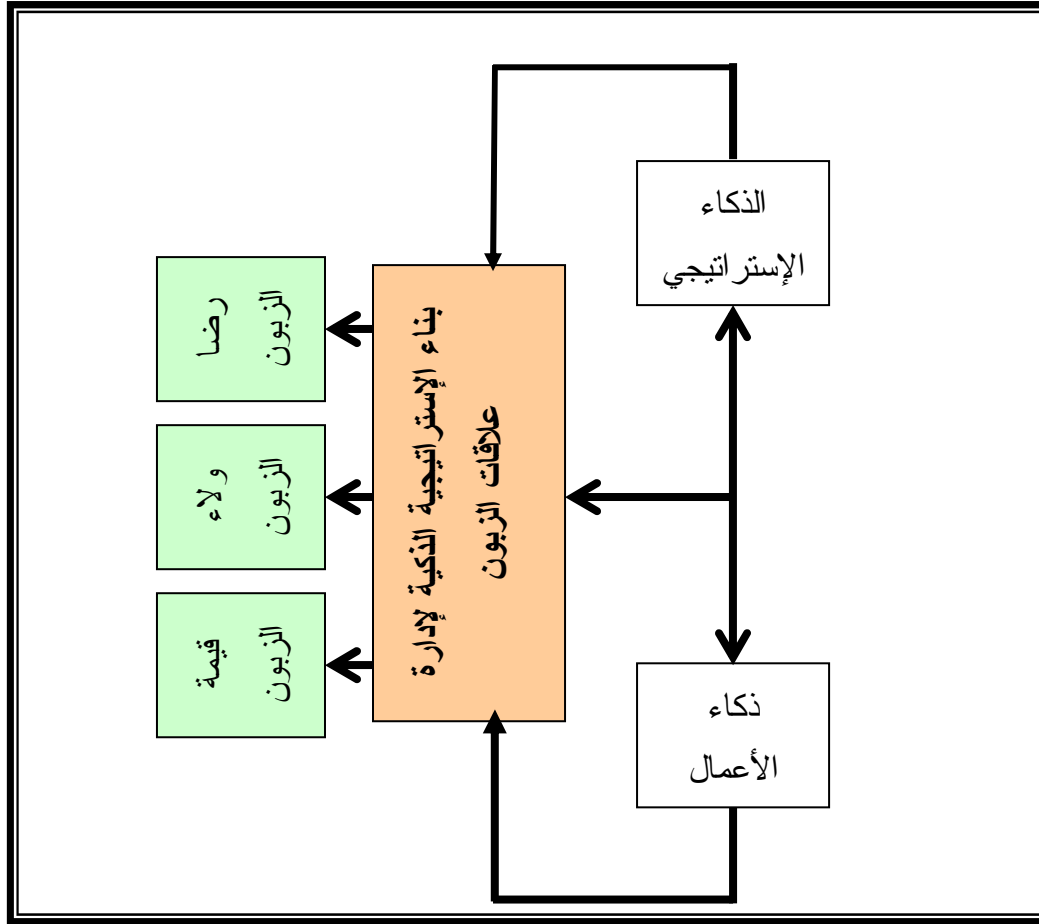 الذكاء
الإستراتيجي
ذكاء
الأعمال
بناء الإستراتيجية الذكية لإدارة
علاقات الزبون
رضا
الزبون
ولاء
الزبون
قيمة
الزبون